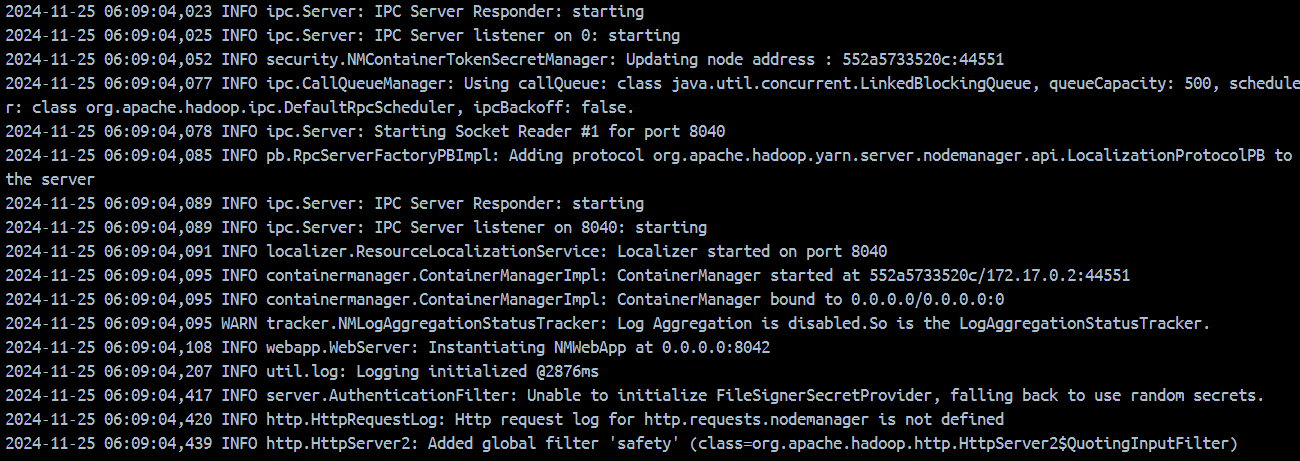 2024-11-25 06:09:04,023 INFO ipc.Server: IPC Server Responder: starting
2024-11-25 06:09:04,025 INFO ipc.Server: IPC Server listener on 0: starting
2024-11-25 06:09:04,052 INFO security.NMContainerTokenSecretManager: Updating node address : 552a5733520c:44551
2024-11-25 06:09:04,077 INFO ipc.CallQueueManager: Using callQueue: class java.util.concurrent.LinkedBlockingQueue, queueCapacity: 500, schedule
r: class org.apache.hadoop.ipc.DefaultRpcScheduler, ipcBackoff: false.
2024-11-25 06:09:04,078 INFO ipc.Server: Starting Socket Reader #1 for port 8040
2024-11-25 06:09:04,085 INFO pb.RpcServerFactoryPBImpl: Adding protocol org.apache.hadoop.yarn.server.nodemanager.api.LocalizationProtocolPB to
the server
2024-11-25 06:09:04,089 INFO ipc.Server: IPC Server Responder: starting
2024-11-25 06:09:04,089 INFO ipc.Server: IPC Server listener on 8040: starting
2024-11-25 06:09:04,091 INFO localizer.ResourceLocalizationService: Localizer started on port 8040
2024-11-25 06:09:04,095 INFO containermanager.ContainerManagerImpl: ContainerManager started at 552a5733520c/172.17.0.2:44551
2024-11-25 06:09:04,095 INFO containermanager.ContainerManagerImpl: ContainerManager bound to 0.0.0.0/0.0.0.0:0
2024-11-25 06:09:04,095 WARN tracker.NMLogAggregationStatusTracker: Log Aggregation is disabled.So is the LogAggregationStatusTracker.
2024-11-25 06:09:04,108 INFO webapp.WebServer: Instantiating NMWebApp at 0.0.0.0:8042
2024-11-25 06:09:04,207 INFO util.log: Logging initialized @2876ms
2024-11-25 06:09:04,417 INFO server.AuthenticationFilter: Unable to initialize FileSignerSecretProvider, falling back to use random secrets.
2024-11-25 06:09:04,420 INFO http.HttpRequestLog: Http request log for http.requests.nodemanager is not defined
2024-11-25 06:09:04,439 INFO http.HttpServer2: Added global filter 'safety' (class=org.apache.hadoop.http.HttpServer2$QuotingInputFilter)